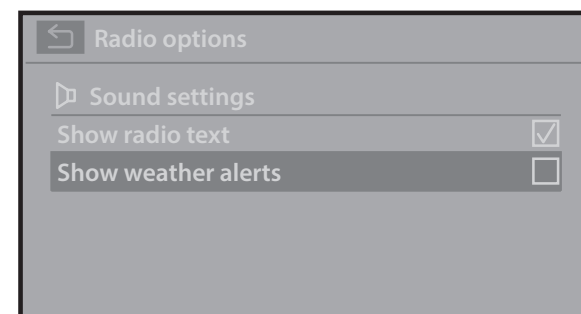 Radio options
Sound settings
Show radio text
Show weather alerts